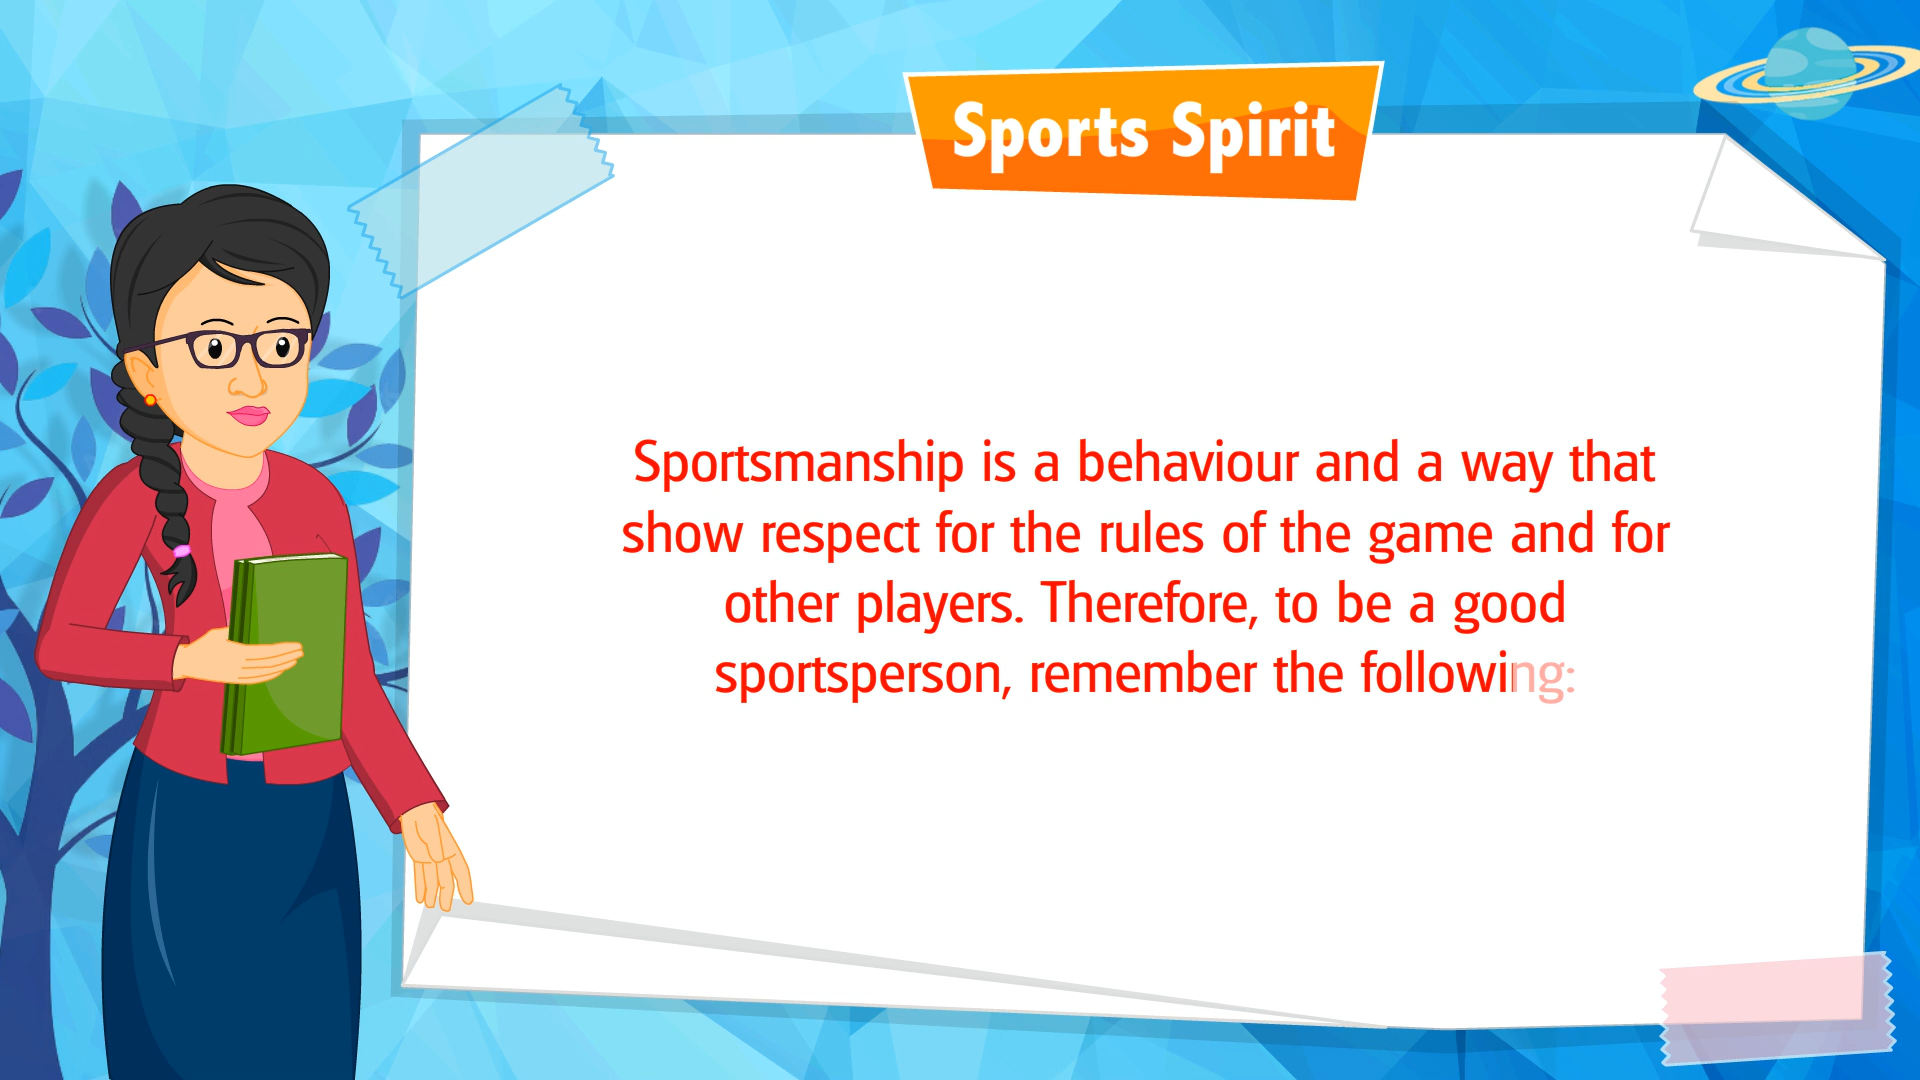 Sports Spirit
Sportsmanship is a behaviour and a way that
show respect for the rules of the game and for
other players. Therefore, to be a good
sportsperson, remember the following: